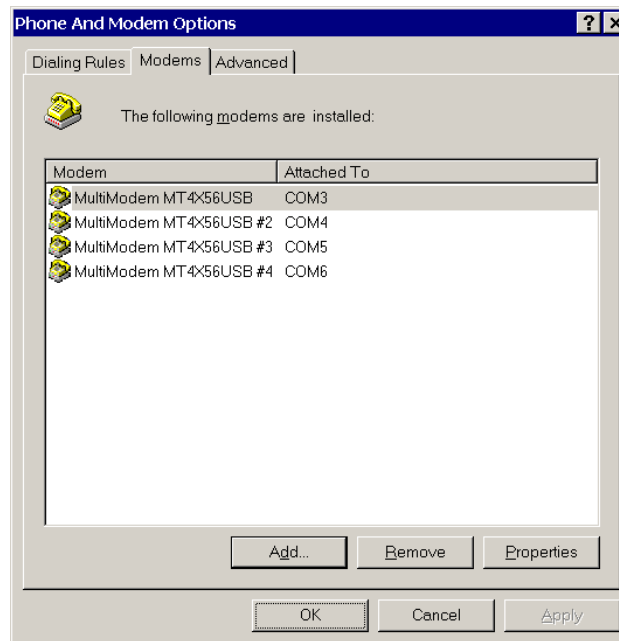 Phone And Modem Options
Dialing Rules Modems Advanced
The following modems are installed:
Modem Attached To
MultiModem MT4X56USB COM3
MultiModem MT4X56USB #2 COM4
MultiModem MT4X56USB #3 COM5
MultiModem MT4X56USB #4 COM6
Add... Remove Properties
OK Cancel Apply